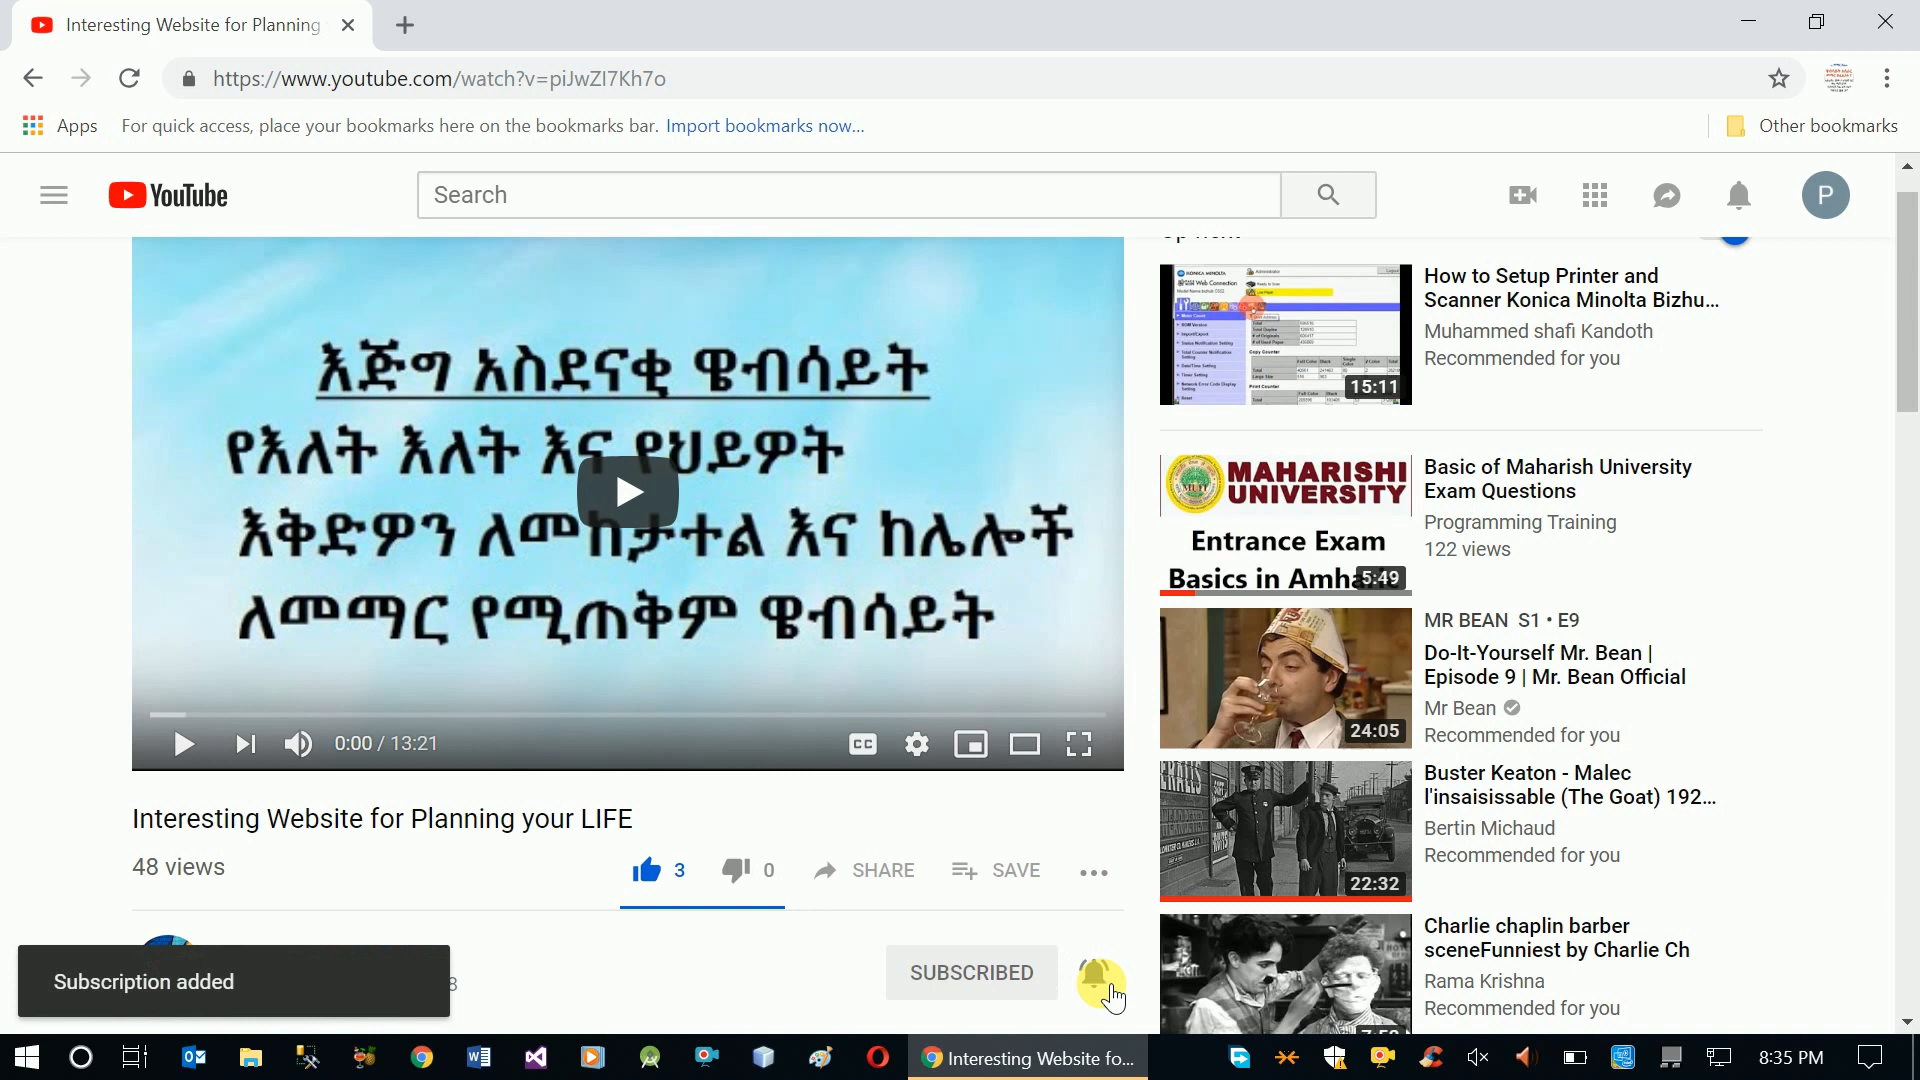 Interesting Website for Planning
https://www.youtube.com/watch?v=piJwZI7Kh7o
Apps
For quick access, place your bookmarks here on the bookmarks bar. Import bookmarks now...
Other bookmarks
YouTube
Search
P
እጅግ አስደናቂ ዌብሳይት
የእለት እለት እና የህይዎት
እቅድዎን ለመከታተል እና ከሌሎች
ለመማር የሚጠቅም ዌብሳይት
0:00 / 13:21
CC
Interesting Website for Planning your LIFE
48 views
3
0
SHARE
SAVE
Subscription added
SUBSCRIBED
15:11
How to Setup Printer and
Scanner Konica Minolta Bizhu...
Muhammed shafi Kandoth
Recommended for you
MAHARISHI
UNIVERSITY
Entrance Exam
Basics in Amharic
5:49
Basic of Maharish University
Exam Questions
Programming Training
122 views
24:05
MR BEAN S1 • E9
Do-It-Yourself Mr. Bean |
Episode 9 | Mr. Bean Official
Mr Bean
Recommended for you
22:32
Buster Keaton - Malec
l'insaisissable (The Goat) 192...
Bertin Michaud
Recommended for you
Charlie chaplin barber
sceneFunniest by Charlie Ch
Rama Krishna
Recommended for you
Interesting Website fo...
8:35 PM